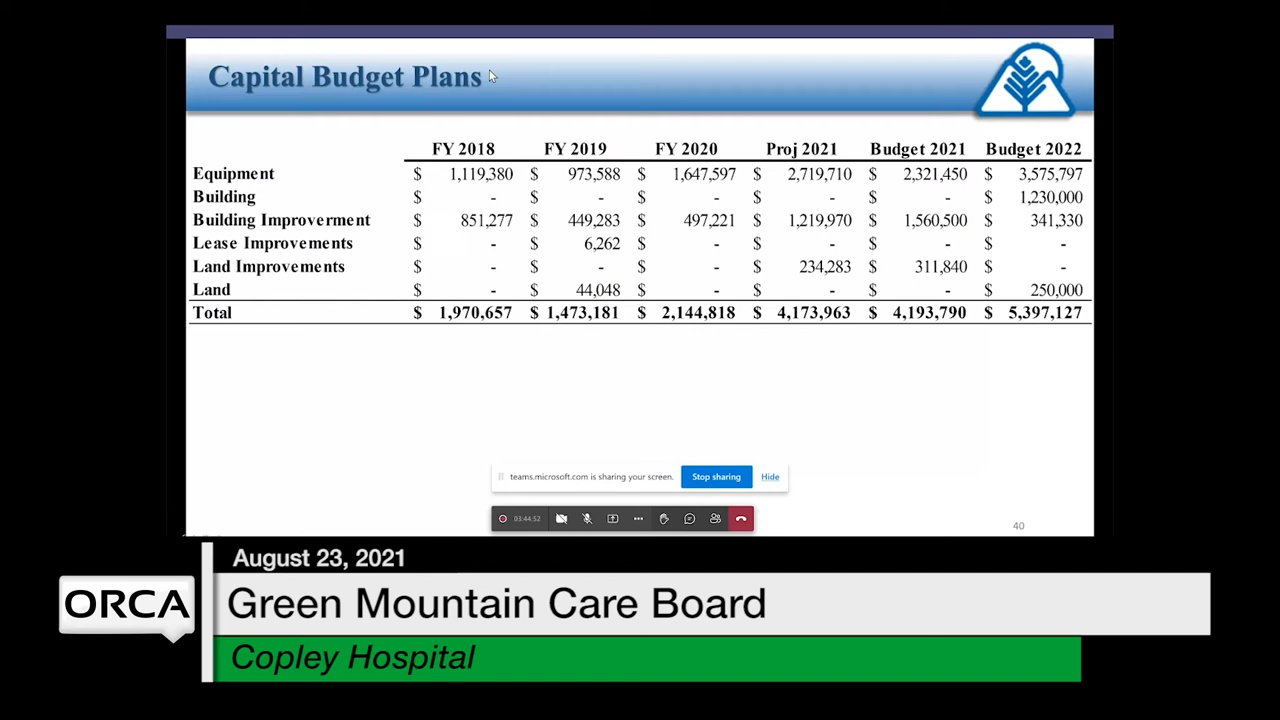 Capital Budget Plans
FY 2018 FY 2019 FY 2020 Proj 2021 Budget 2021 Budget 2022
Equipment $ 1,119,380 $ 973,588 $ 1,647,597 $ 2,719,710 $ 2,321,450 $ 3,575,797
Building $ - $ - $ - $ - $ - $ 1,230,000
Building Improverment $ 851,277 $ 449,283 $ 497,221 $ 1,219,970 $ 1,560,500 $ 341,330
Lease Improvements $ - $ 6,262 $ - $ - $ - $ -
Land Improvements $ - $ - $ - $ 234,283 $ 311,840 $ -
Land $ - $ 44,048 $ - $ - $ - $ 250,000
Total $ 1,970,657 $ 1,473,181 $ 2,144,818 $ 4,173,963 $ 4,193,790 $ 5,397,127
teams.microsoft.com is sharing your screen. Stop sharing Hide
03:44:52
40
August 23, 2021
ORCA
Green Mountain Care Board
Copley Hospital